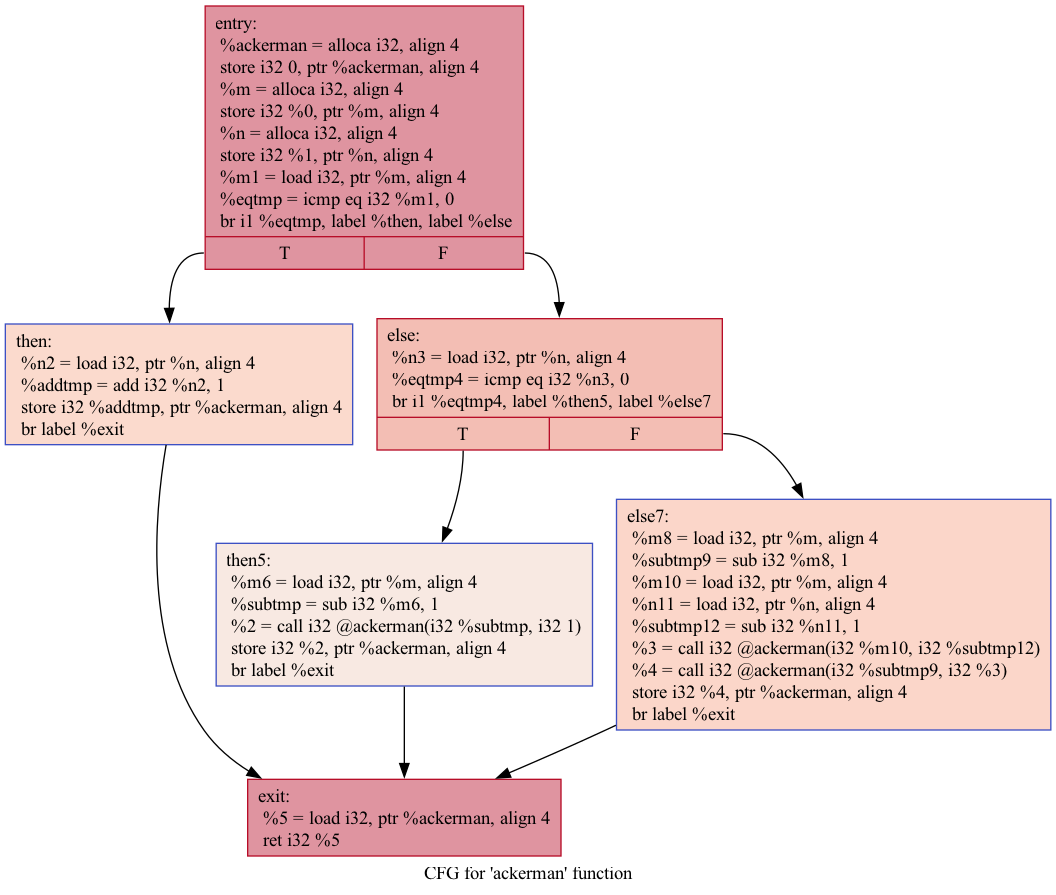 entry:
%ackerman = alloca i32, align 4
store i32 0, ptr %ackerman, align 4
%m = alloca i32, align 4
store i32 %0, ptr %m, align 4
%n = alloca i32, align 4
store i32 %1, ptr %n, align 4
%m1 = load i32, ptr %m, align 4
%eqtmp = icmp eq i32 %m1, 0
br i1 %eqtmp, label %then, label %else
T
F
then:
%n2 = load i32, ptr %n, align 4
%addtmp = add i32 %n2, 1
store i32 %addtmp, ptr %ackerman, align 4
br label %exit
else:
%n3 = load i32, ptr %n, align 4
%eqtmp4 = icmp eq i32 %n3, 0
br i1 %eqtmp4, label %then5, label %else7
T
F
then5:
%m6 = load i32, ptr %m, align 4
%subtmp = sub i32 %m6, 1
%2 = call i32 @ackerman(i32 %subtmp, i32 1)
store i32 %2, ptr %ackerman, align 4
br label %exit
else7:
%m8 = load i32, ptr %m, align 4
%subtmp9 = sub i32 %m8, 1
%m10 = load i32, ptr %m, align 4
%n11 = load i32, ptr %n, align 4
%subtmp12 = sub i32 %n11, 1
%3 = call i32 @ackerman(i32 %m10, i32 %subtmp12)
%4 = call i32 @ackerman(i32 %subtmp9, i32 %3)
store i32 %4, ptr %ackerman, align 4
br label %exit
exit:
%5 = load i32, ptr %ackerman, align 4
ret i32 %5
CFG for 'ackerman' function